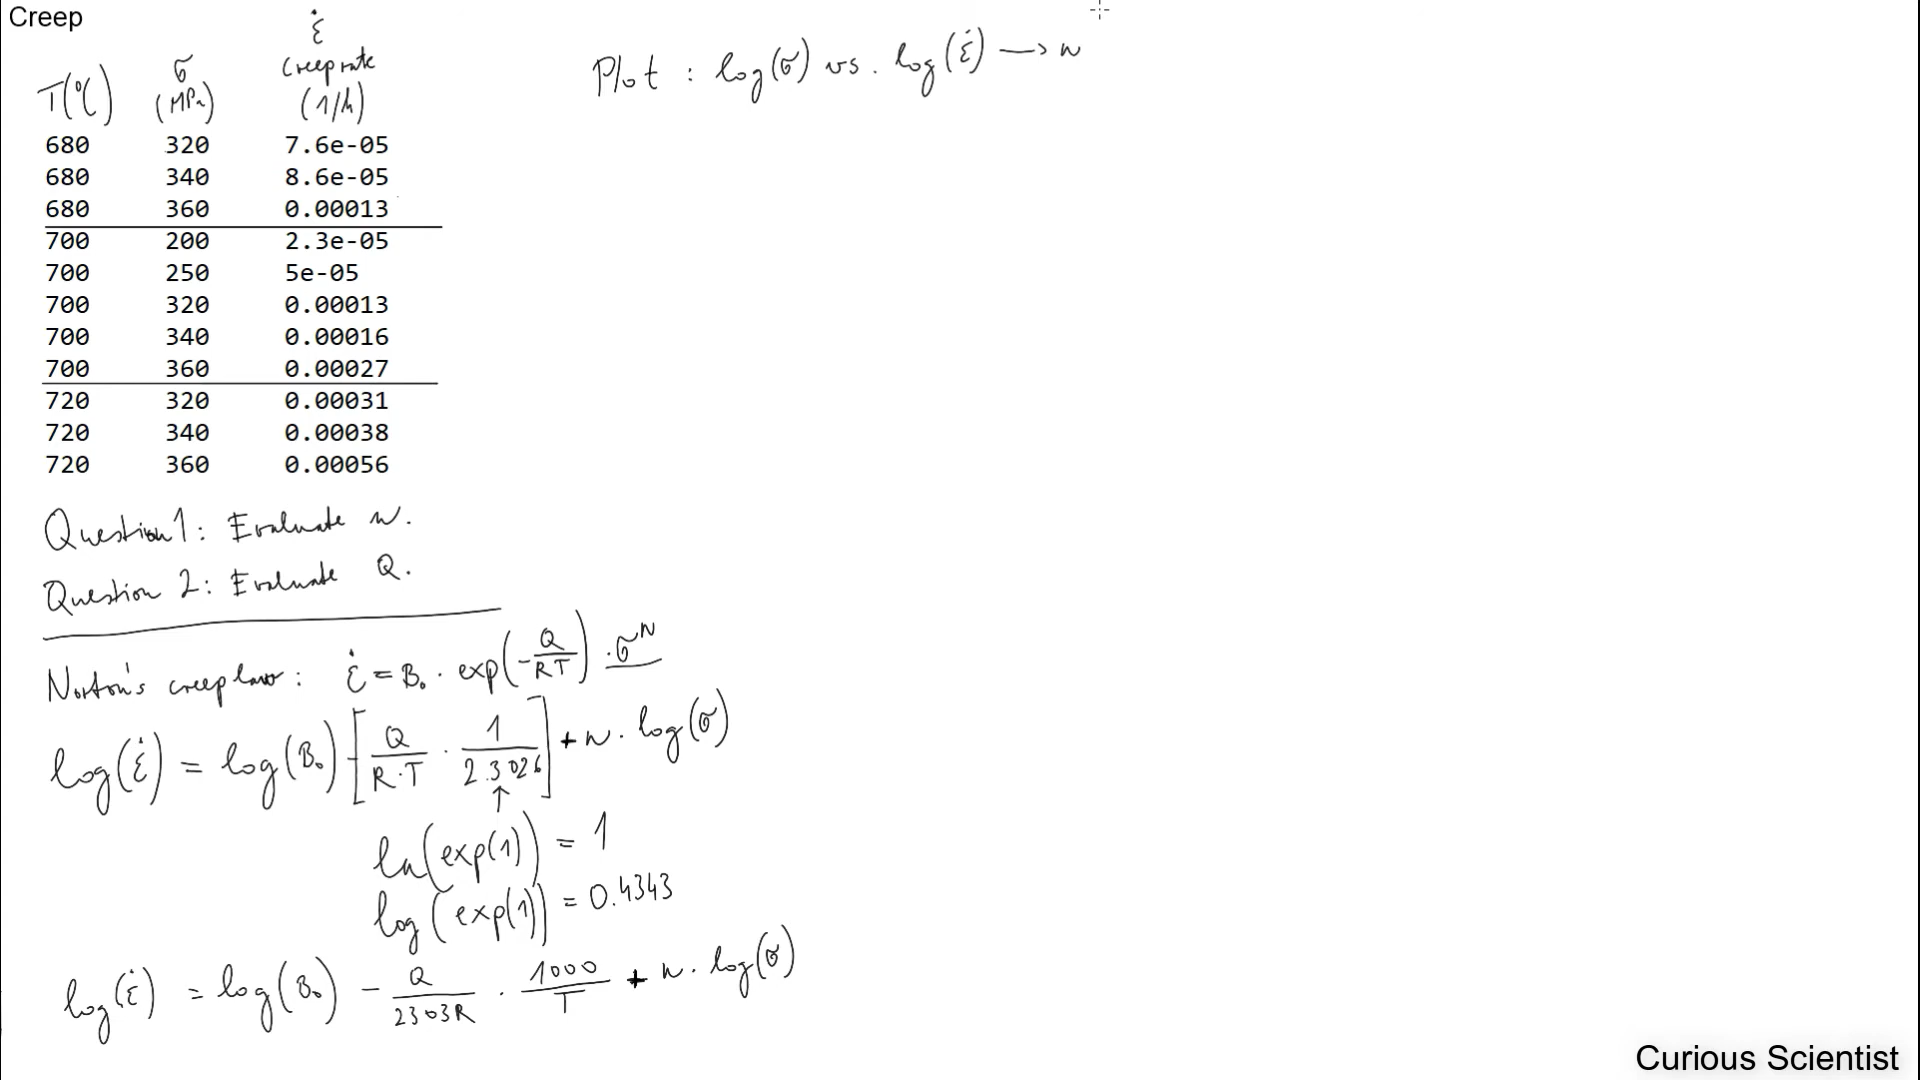 Creep
T(°C) σ (MPa) ε̇ Creep rate (1/h)
680 320 7.6e-05
680 340 8.6e-05
680 360 0.00013
700 200 2.3e-05
700 250 5e-05
700 320 0.00013
700 340 0.00016
700 360 0.00027
720 320 0.00031
720 340 0.00038
720 360 0.00056
Question 1: Evaluate n.
Question 2: Evaluate Q.
Norton's creep law: ε̇ = B₀ · exp(-Q/RT) · σᴺ
log(ε̇) = log(B₀) - [Q/R·T · 1/2.3026] + n · log(σ)
↑
ln(exp(1)) = 1
log(exp(1)) = 0.4343
log(ε̇) = log(B₀) - Q/2303R · 1000/T + n · log(σ)
Plot : log(σ) vs. log(ε̇) → n
Curious Scientist